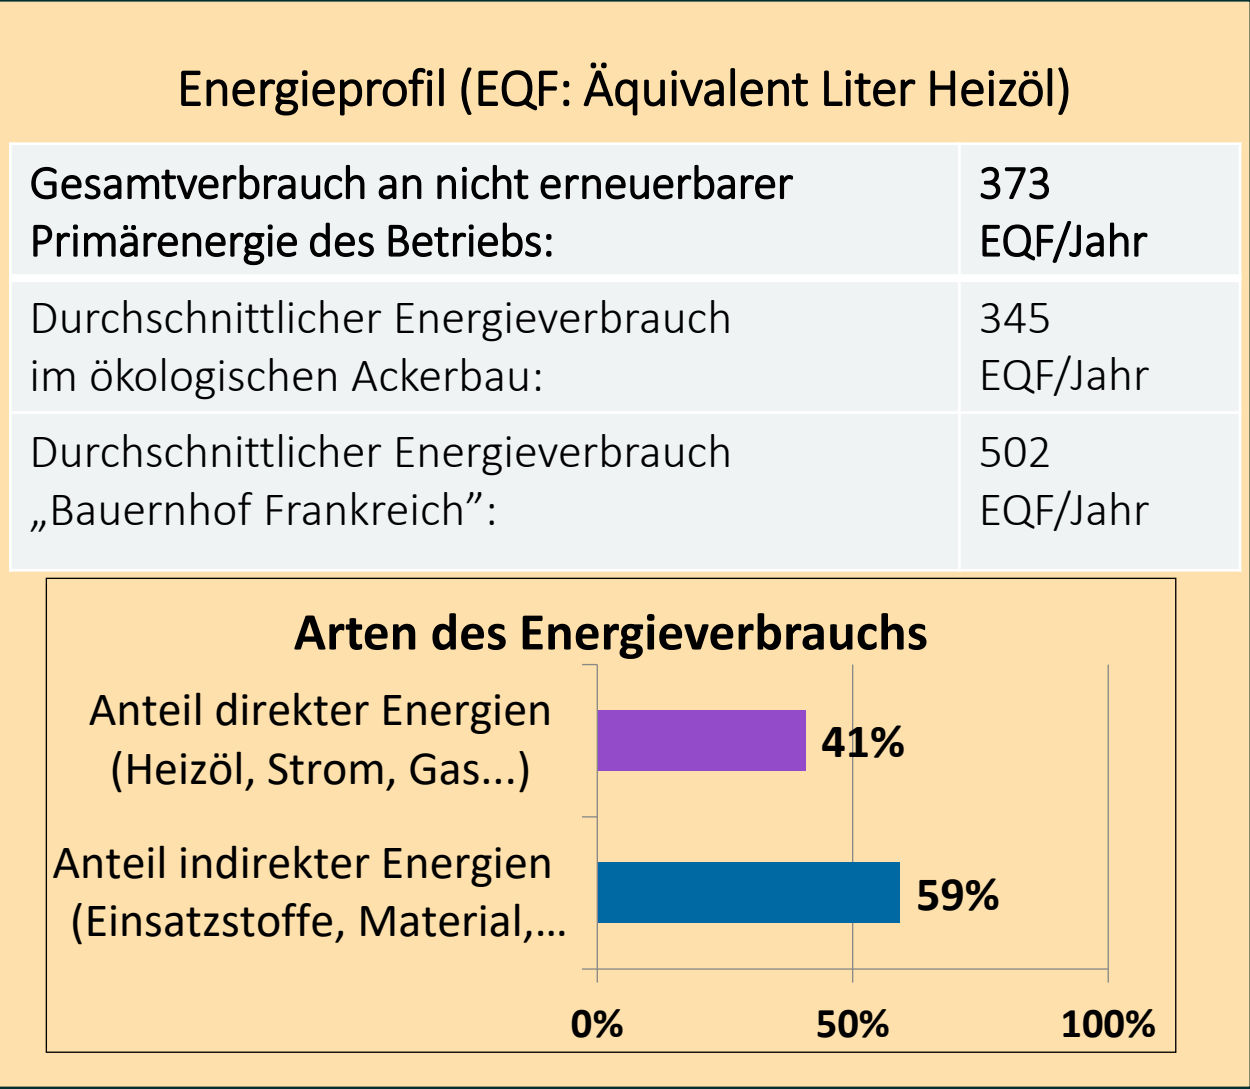 Energieprofil (EQF: Äquivalent Liter Heizöl)
Gesamtverbrauch an nicht erneuerbarer
Primärenergie des Betriebs:
373
EQF/Jahr
Durchschnittlicher Energieverbrauch
im ökologischen Ackerbau:
345
EQF/Jahr
Durchschnittlicher Energieverbrauch
„Bauernhof Frankreich”:
502
EQF/Jahr
Arten des Energieverbrauchs
Anteil direkter Energien
(Heizöl, Strom, Gas...)
41%
Anteil indirekter Energien
(Einsatzstoffe, Material,...
59%
0% 50% 100%